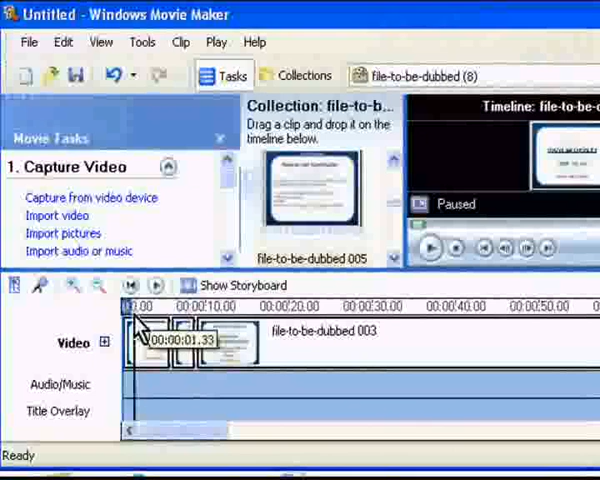 Untitled - Windows Movie Maker
File Edit View Tools Clip Play Help
Tasks Collections file-to-be-dubbed (8)
Movie Tasks
1. Capture Video
Capture from video device
Import video
Import pictures
Import audio or music
Collection: file-to-b...
Drag a clip and drop it on the
timeline below.
file-to-be-dubbed 005
Timeline: file-to-be-d
Paused
Show Storyboard
00:00:10.00 00:00:20.00 00:00:30.00 00:00:40.00 00:00:50.00
Video
file-to-be-dubbed 003
00:00:01.33
Audio/Music
Title Overlay
Ready